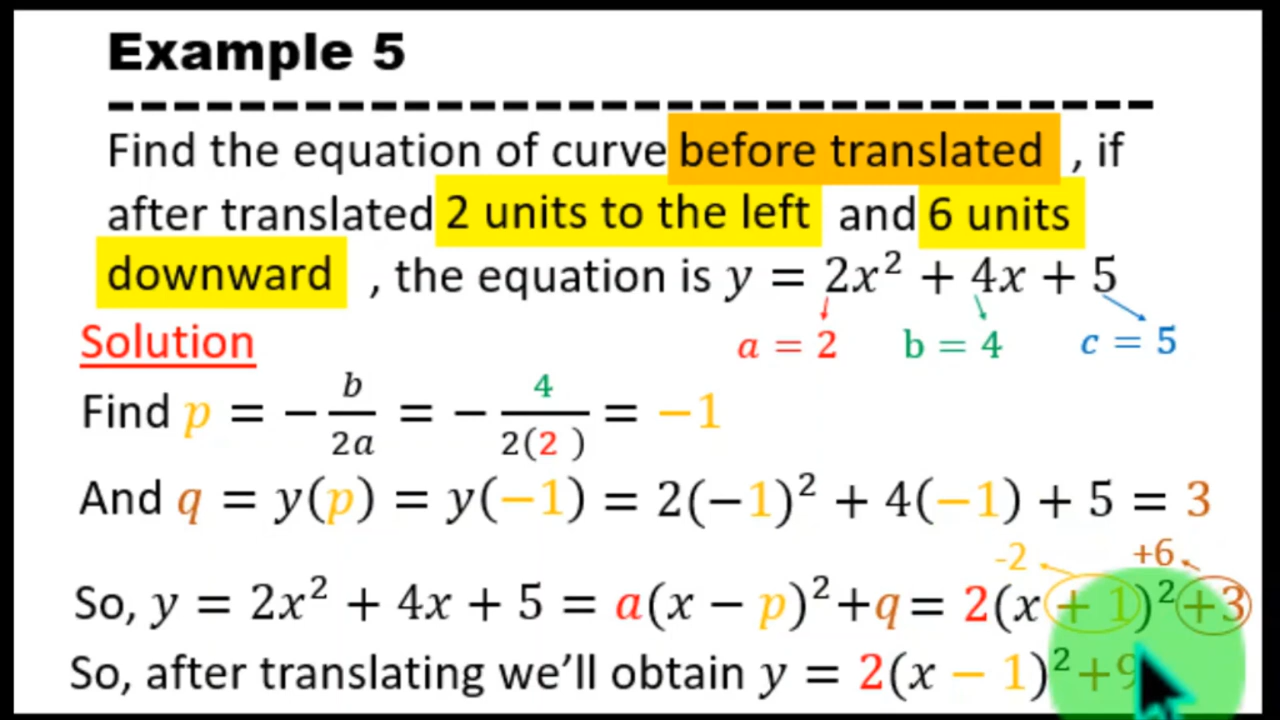 Example 5
Find the equation of curve before translated , if
after translated 2 units to the left and 6 units
downward , the equation is y = 2x² + 4x + 5
a = 2 b = 4 c = 5
Solution
Find p = − b/2a = − 4/2(2 ) = −1
And q = y(p) = y(−1) = 2(−1)² + 4(−1) + 5 = 3
-2 +6
So, y = 2x² + 4x + 5 = a(x − p)²+q = 2(x + 1)²+3
So, after translating we’ll obtain y = 2(x − 1)²+9